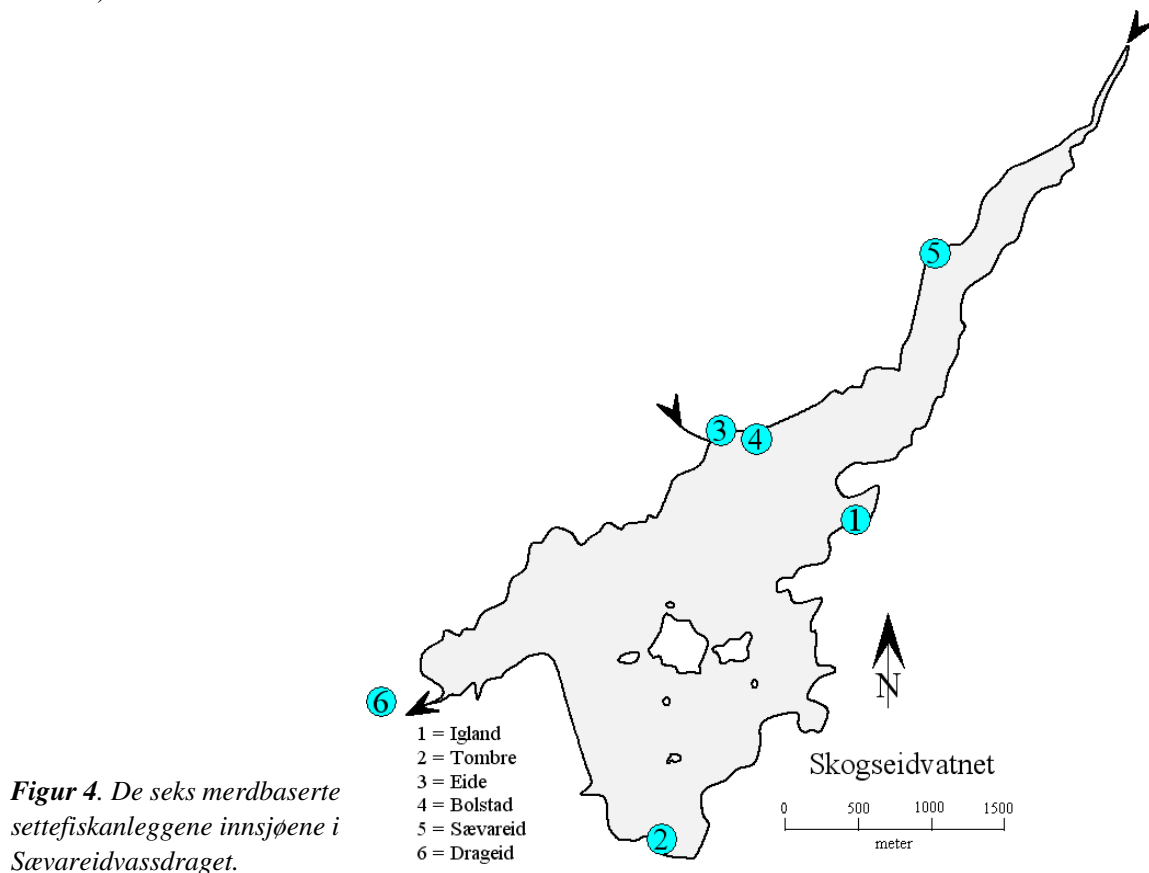 5
3
4
1
N
6
2
1 = Igland
2 = Tombre
3 = Eide
4 = Bolstad
5 = Sævareid
6 = Drageid
Skogseidvatnet
0 500 1000 1500
meter
Figur 4. De seks merdbaserte
settefiskanleggene innsjøene i
Sævareidvassdraget.